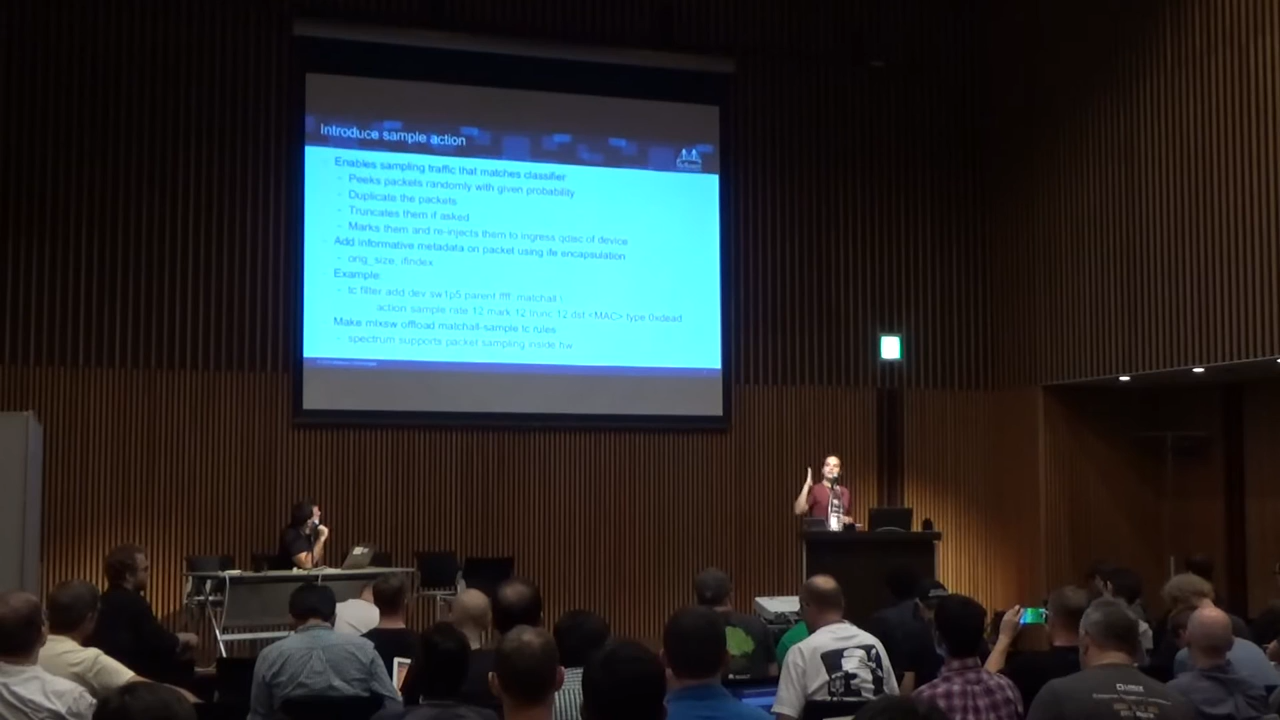 Introduce sample action
Enables sampling traffic that matches classifier
- Peeks packets randomly with given probability
- Duplicate the packets
- Truncates them if asked
- Marks them and re-injects them to ingress qdisc of device
Add informative metadata on packet using ife encapsulation
- orig_size, ifindex
Example:
- tc filter add dev sw1p5 parent ffff: matchall \
action sample rate 12 mark 12 trunc 12 dst <MAC> type 0xdead
Make mlxsw offload matchall-sample tc rules
- spectrum supports packet sampling inside hw